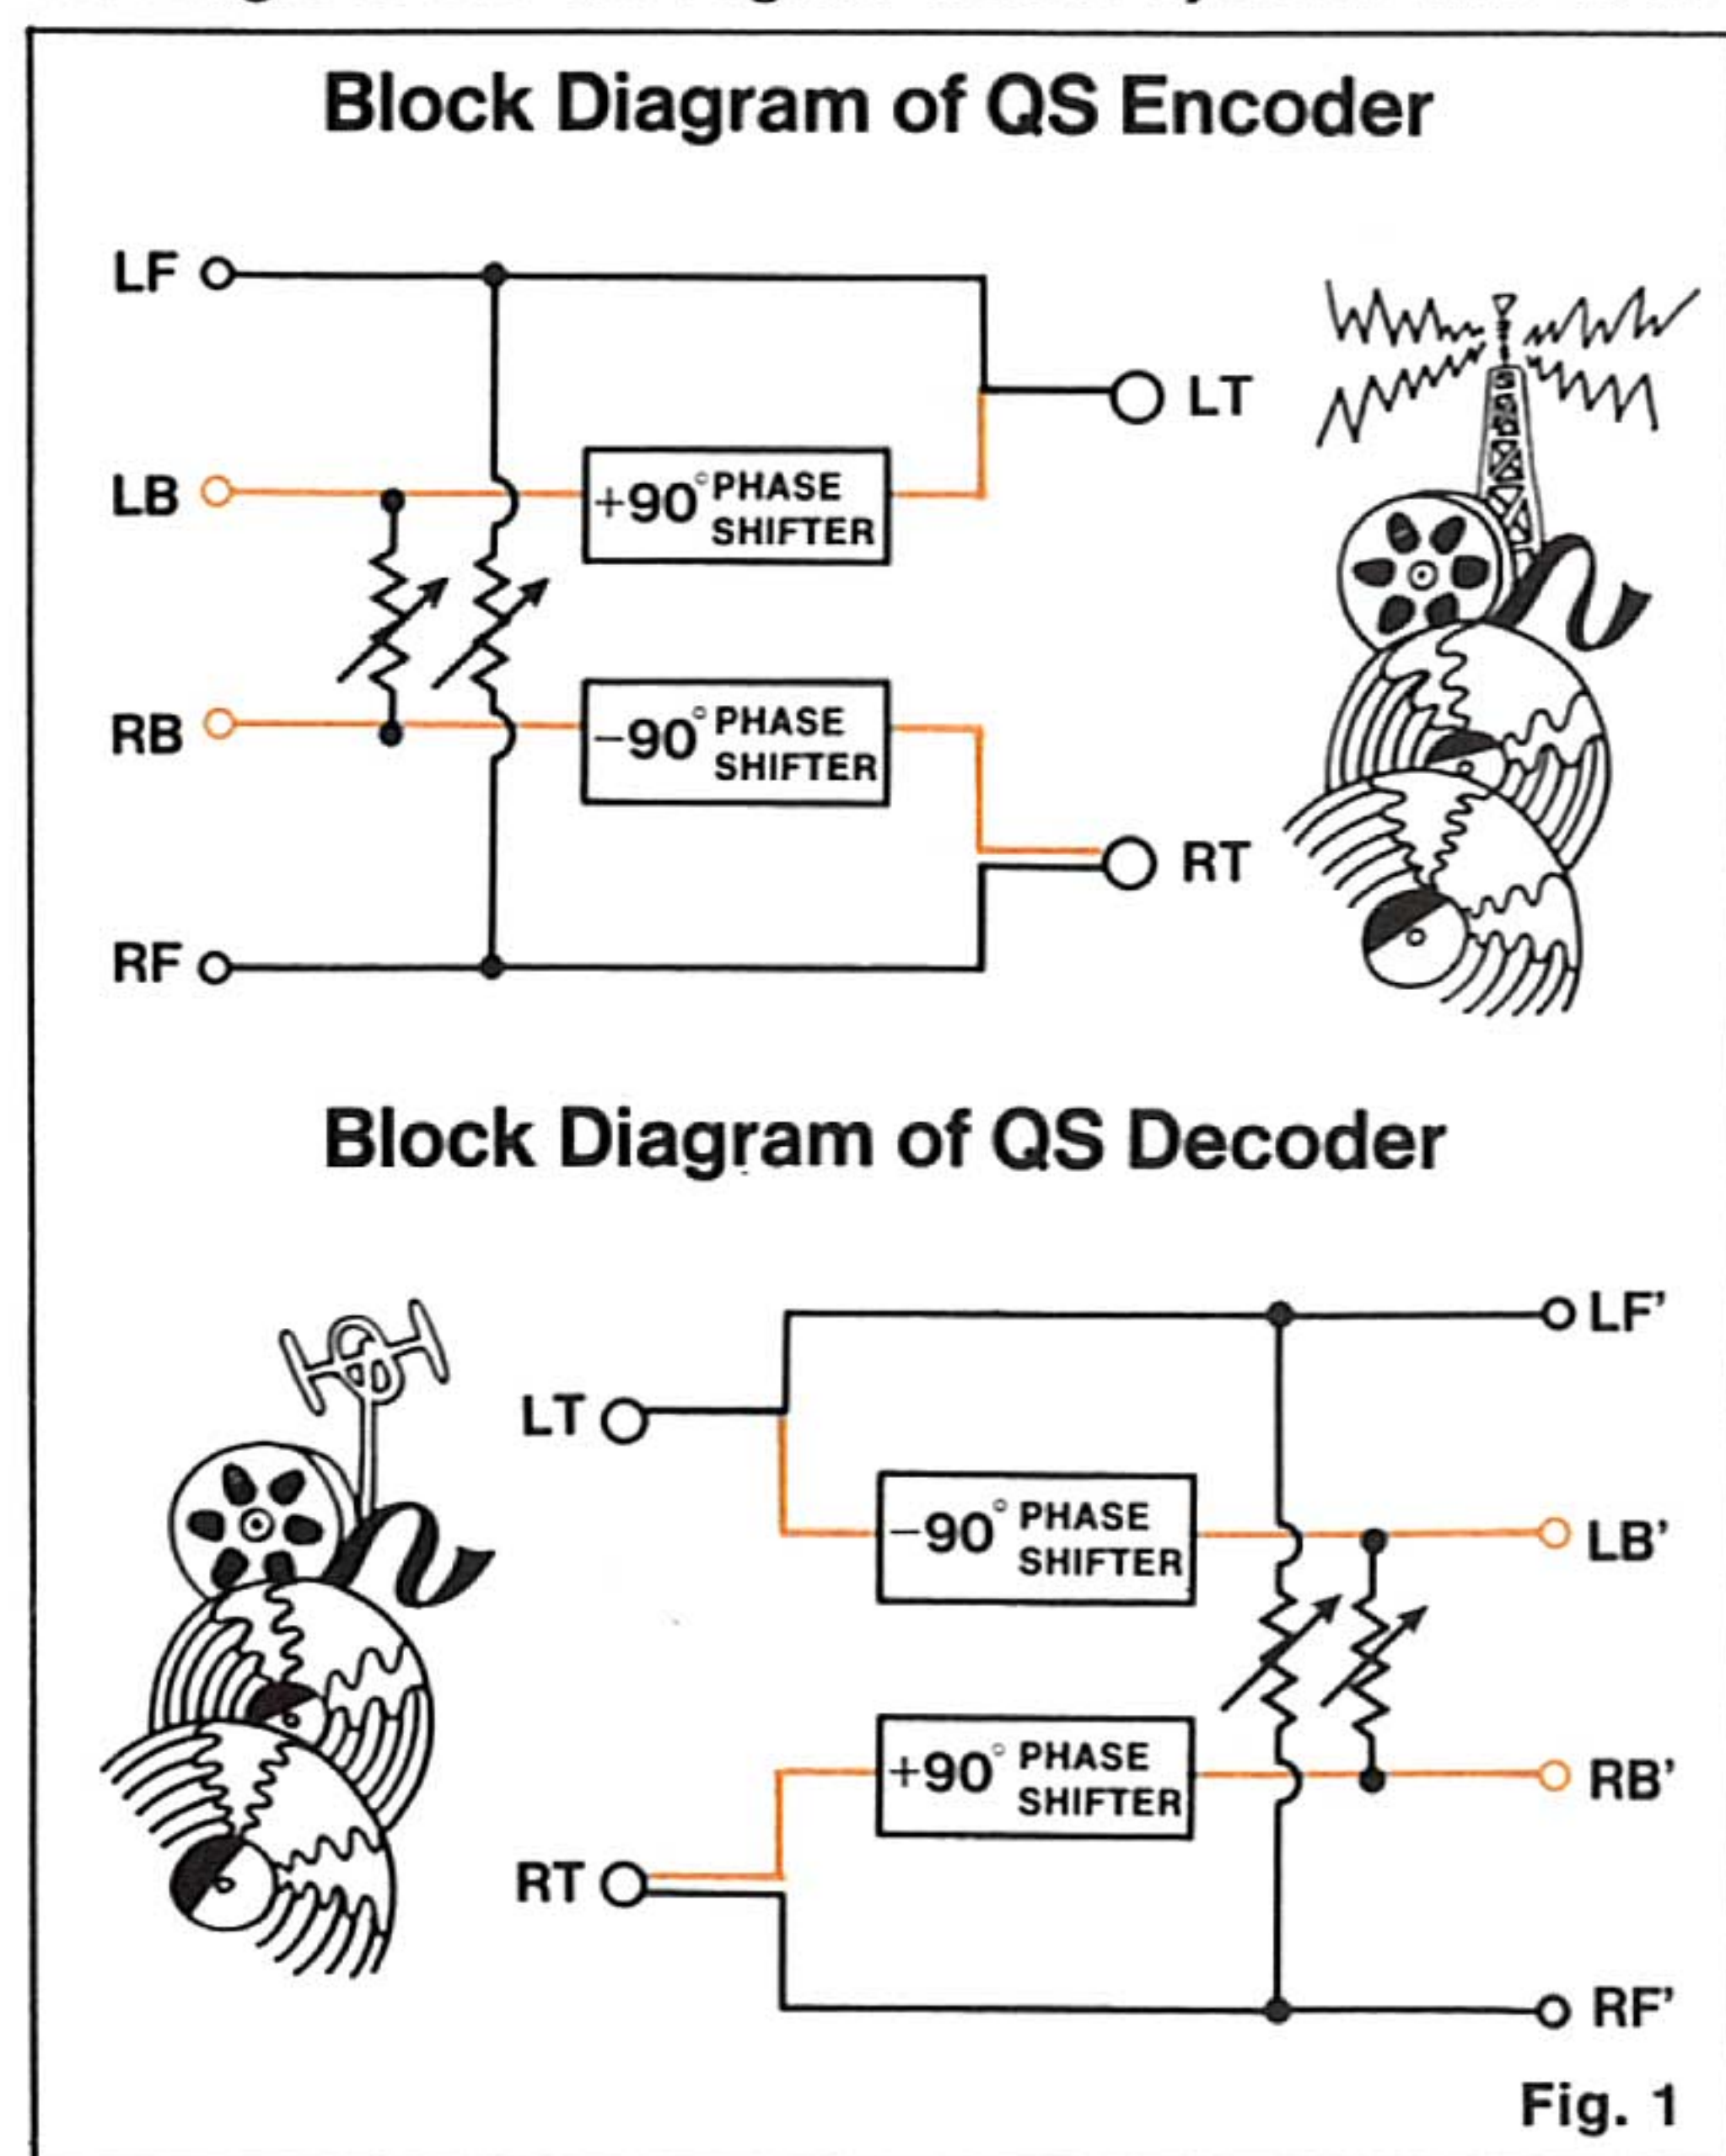 Block Diagram of QS Encoder
LF
LT
LB
+90° PHASE
SHIFTER
RB
−90° PHASE
SHIFTER
RT
RF
Block Diagram of QS Decoder
LF’
LT
−90° PHASE
SHIFTER
LB’
+90° PHASE
SHIFTER
RB’
RT
RF’
Fig. 1